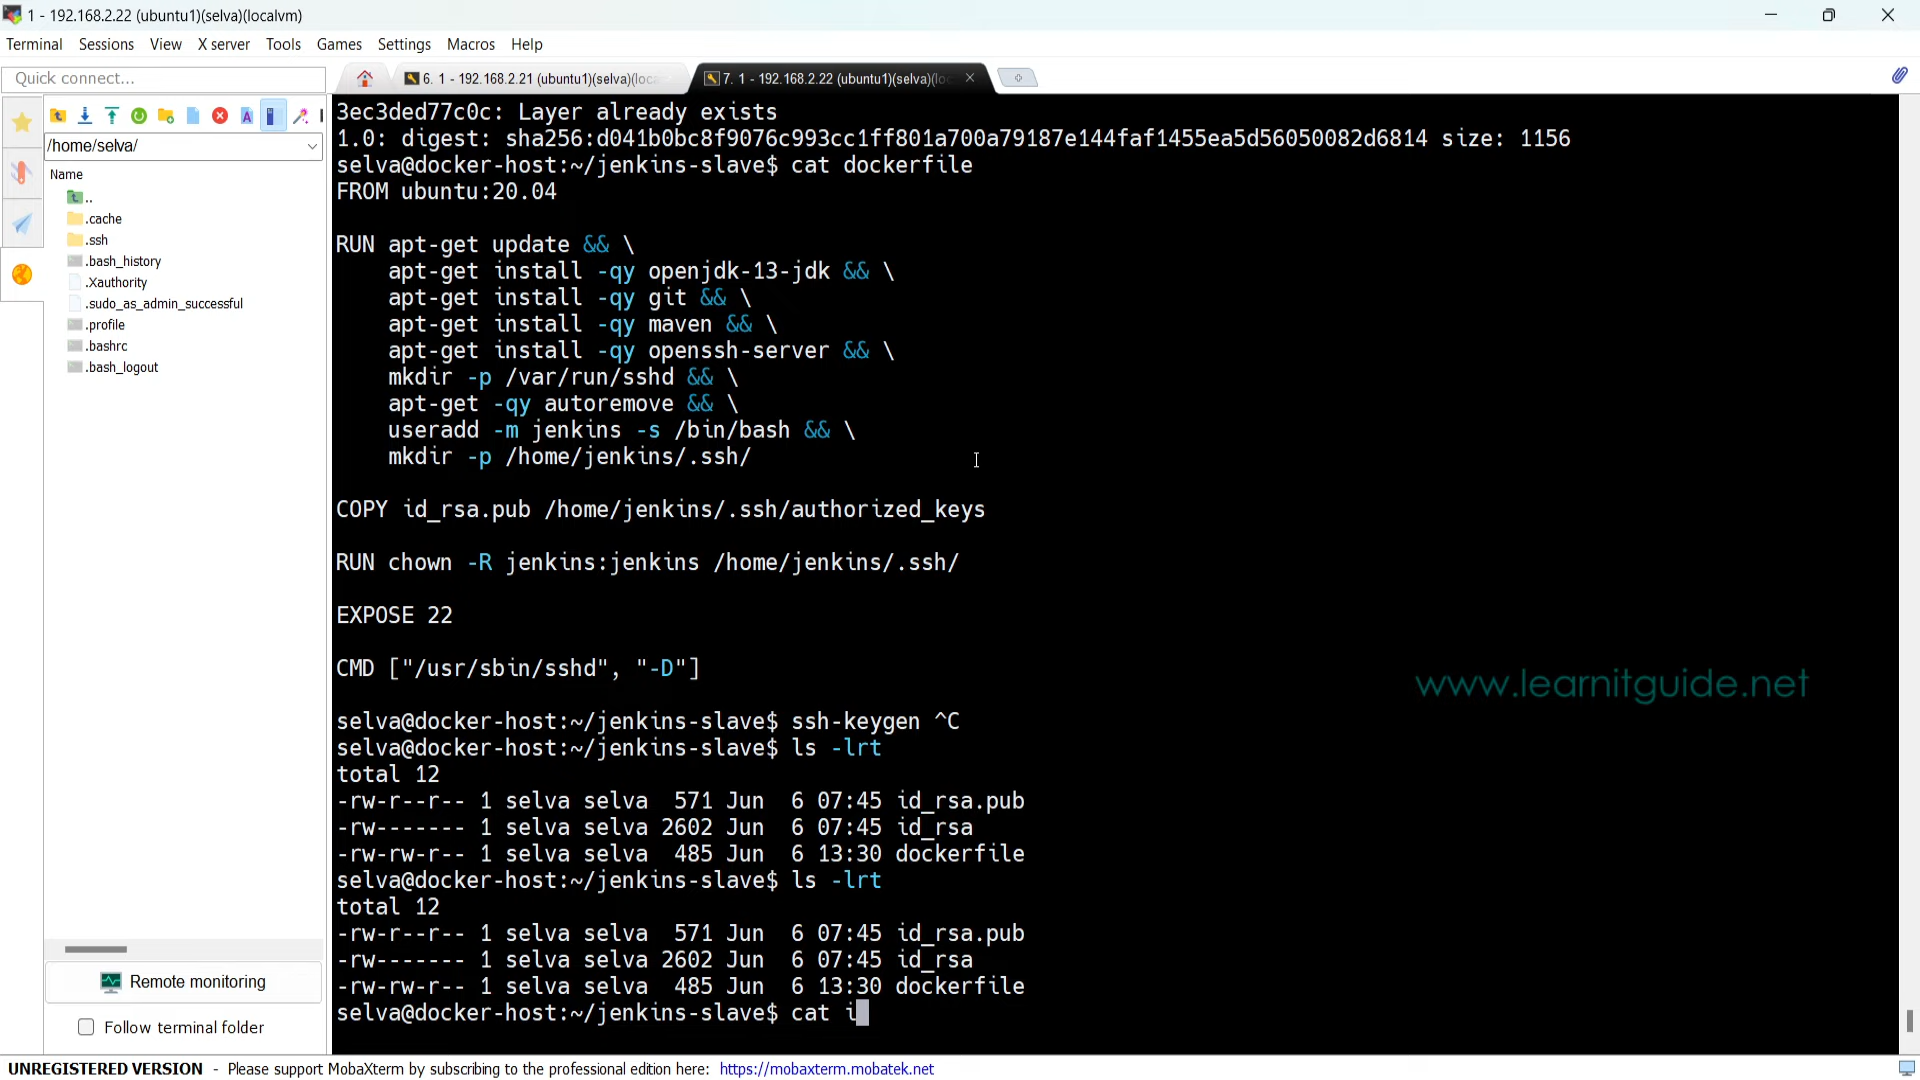 1 - 192.168.2.22 (ubuntu1)(selva)(localvm)
Terminal Sessions View X server Tools Games Settings Macros Help
Quick connect...
6. 1 - 192.168.2.21 (ubuntu1)(selva)(loca
7. 1 - 192.168.2.22 (ubuntu1)(selva)(lo
/home/selva/
Name
..
.cache
.ssh
.bash_history
.Xauthority
.sudo_as_admin_successful
.profile
.bashrc
.bash_logout
Remote monitoring
Follow terminal folder
3ec3ded77c0c: Layer already exists
1.0: digest: sha256:d041b0bc8f9076c993cc1ff801a700a79187e144faf1455ea5d56050082d6814 size: 1156
selva@docker-host:~/jenkins-slave$ cat dockerfile
FROM ubuntu:20.04
RUN apt-get update && \
apt-get install -qy openjdk-13-jdk && \
apt-get install -qy git && \
apt-get install -qy maven && \
apt-get install -qy openssh-server && \
mkdir -p /var/run/sshd && \
apt-get -qy autoremove && \
useradd -m jenkins -s /bin/bash && \
mkdir -p /home/jenkins/.ssh/
COPY id_rsa.pub /home/jenkins/.ssh/authorized_keys
RUN chown -R jenkins:jenkins /home/jenkins/.ssh/
EXPOSE 22
CMD ["/usr/sbin/sshd", "-D"]
www.learnitguide.net
selva@docker-host:~/jenkins-slave$ ssh-keygen ^C
selva@docker-host:~/jenkins-slave$ ls -lrt
total 12
-rw-r--r-- 1 selva selva  571 Jun  6 07:45 id_rsa.pub
-rw------- 1 selva selva 2602 Jun  6 07:45 id_rsa
-rw-rw-r-- 1 selva selva  485 Jun  6 13:30 dockerfile
selva@docker-host:~/jenkins-slave$ ls -lrt
total 12
-rw-r--r-- 1 selva selva  571 Jun  6 07:45 id_rsa.pub
-rw------- 1 selva selva 2602 Jun  6 07:45 id_rsa
-rw-rw-r-- 1 selva selva  485 Jun  6 13:30 dockerfile
selva@docker-host:~/jenkins-slave$ cat i
UNREGISTERED VERSION - Please support MobaXterm by subscribing to the professional edition here: https://mobaxterm.mobatek.net